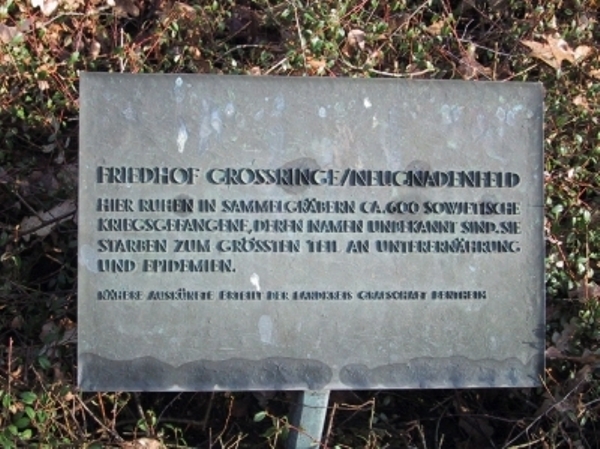 FRIEDHOF GROSSRINGE/NEUGNADENFELD
HIER RUHEN IN SAMMELGRÄBERN CA.600 SOWJETISCHE
KRIEGSGEFANGENE, DEREN NAMEN UNBEKANNT SIND. SIE
STARBEN ZUM GRÖSSTEN TEIL AN UNTERERNÄHRUNG
UND EPIDEMIEN.
NÄHERE AUSKÜNFTE ERTEILT DER LANDKREIS GRAFSCHAFT BENTHEIM